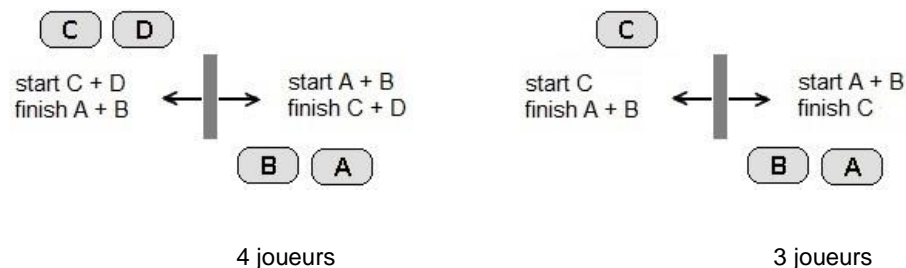 C D
start C + D
finish A + B
start A + B
finish C + D
B A
4 joueurs
C
start C
finish A + B
start A + B
finish C
B A
3 joueurs